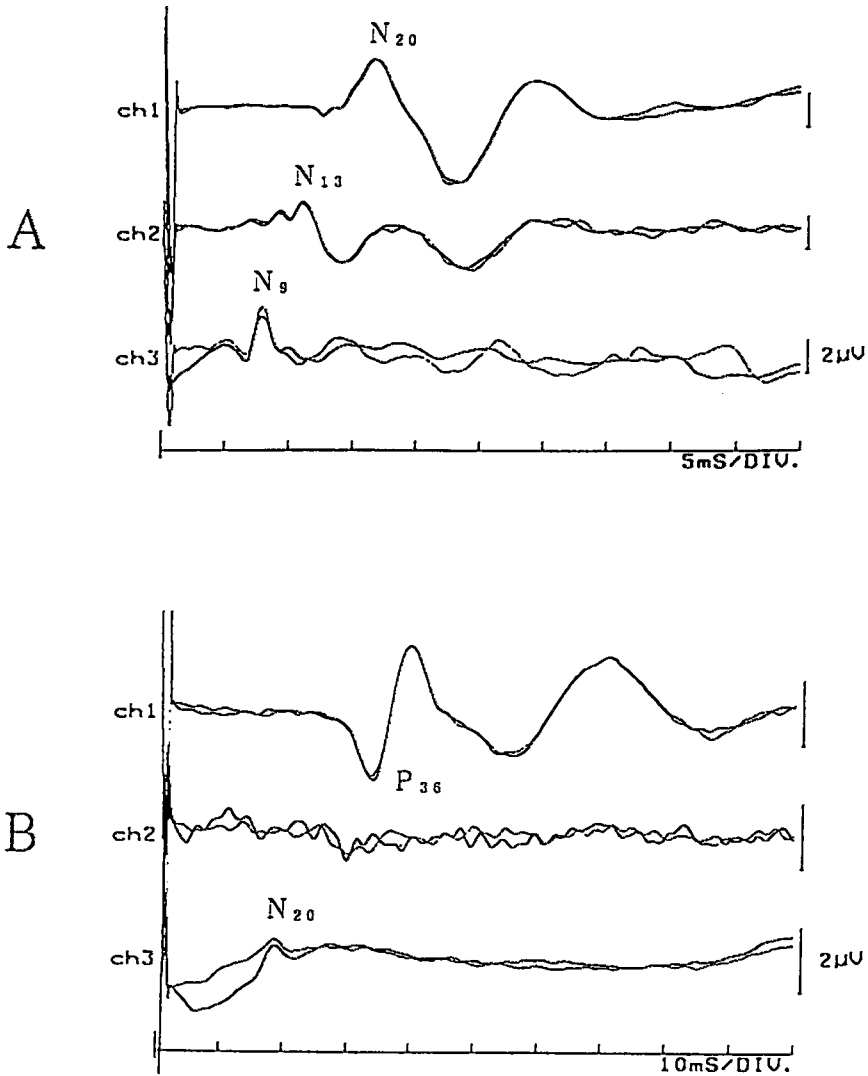 A
N₂₀
ch1
N₁₃
ch2
N₉
ch3
2μV
5mS/DIV.
B
ch1
P₃₆
ch2
N₂₀
ch3
2μV
10mS/DIV.